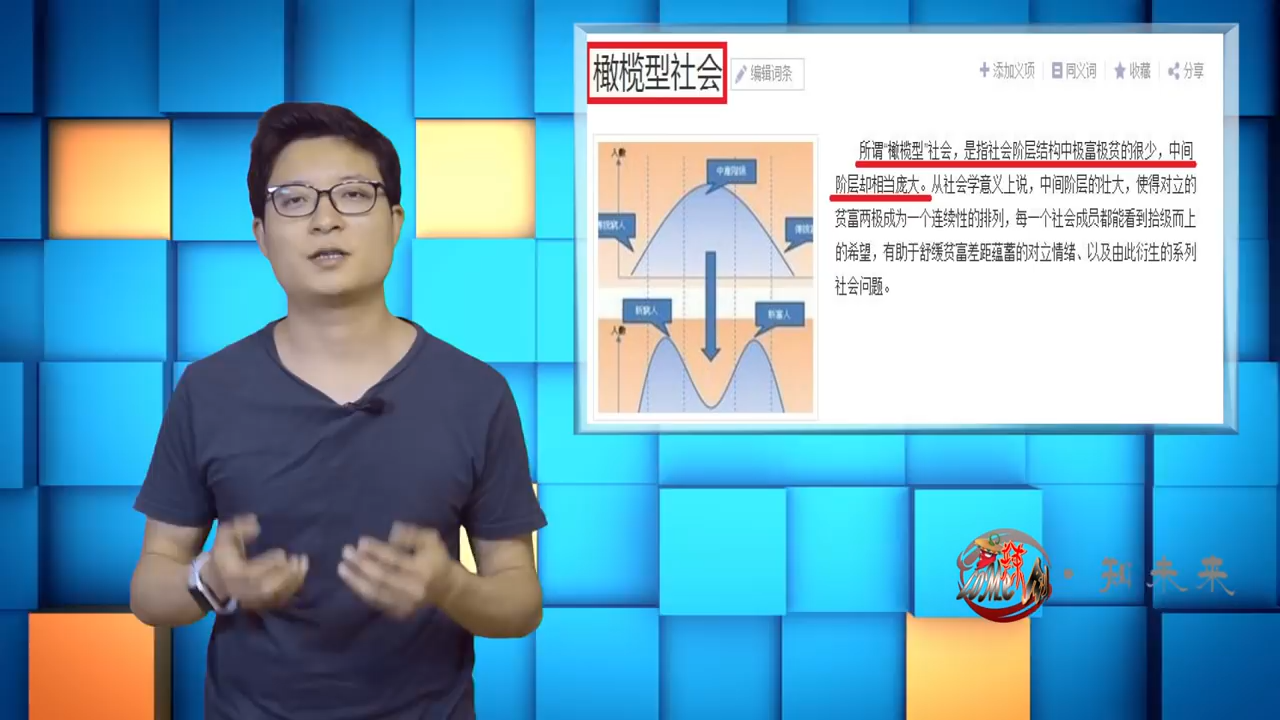 橄榄型社会
编辑词条
添加义项
同义词
收藏
分享
所谓“橄榄型”社会，是指社会阶层结构中极富极贫的很少，中间
阶层却相当庞大。从社会学意义上说，中间阶层的壮大，使得对立的
贫富两极成为一个连续性的排列，每一个社会成员都能看到拾级而上
的希望，有助于舒缓贫富差距蕴蓄的对立情绪、以及由此衍生的系列
社会问题。
人數
中產階級
新窮人
新富人
人數
知未来